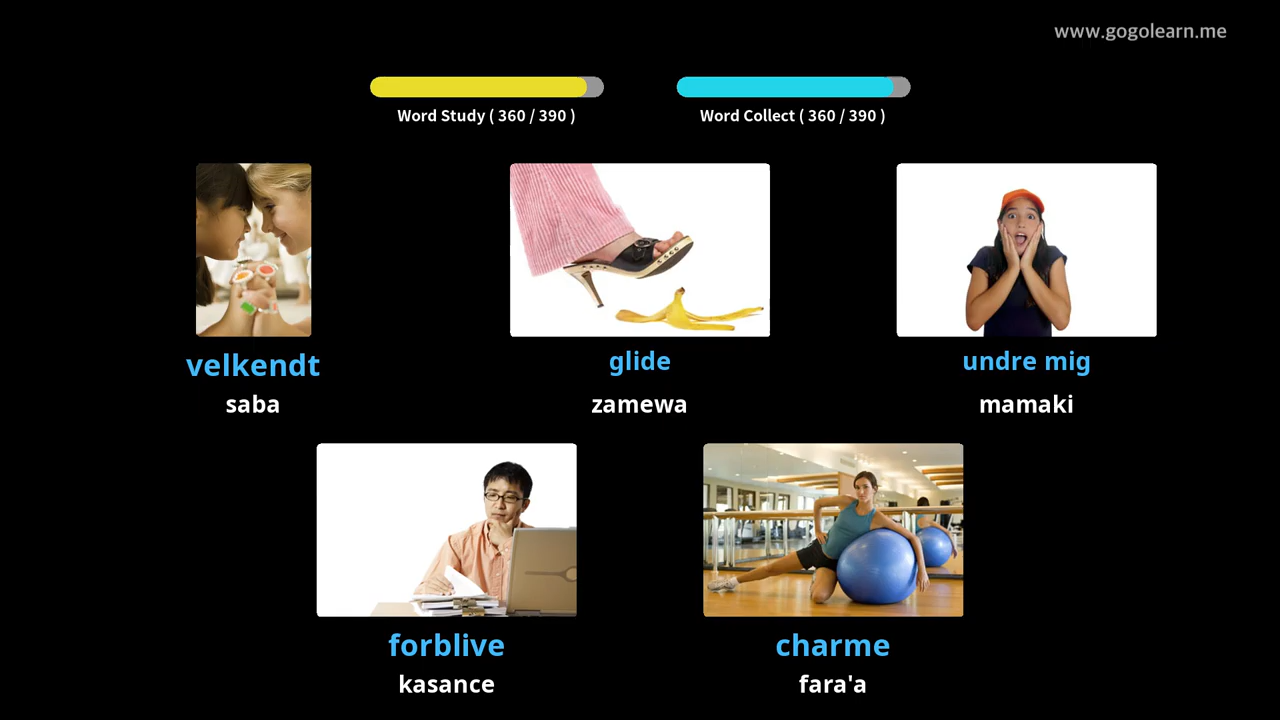 www.gogolearn.me
Word Study ( 360 / 390 )
Word Collect ( 360 / 390 )
velkendt
saba
glide
zamewa
undre mig
mamaki
forblive
kasance
charme
fara'a